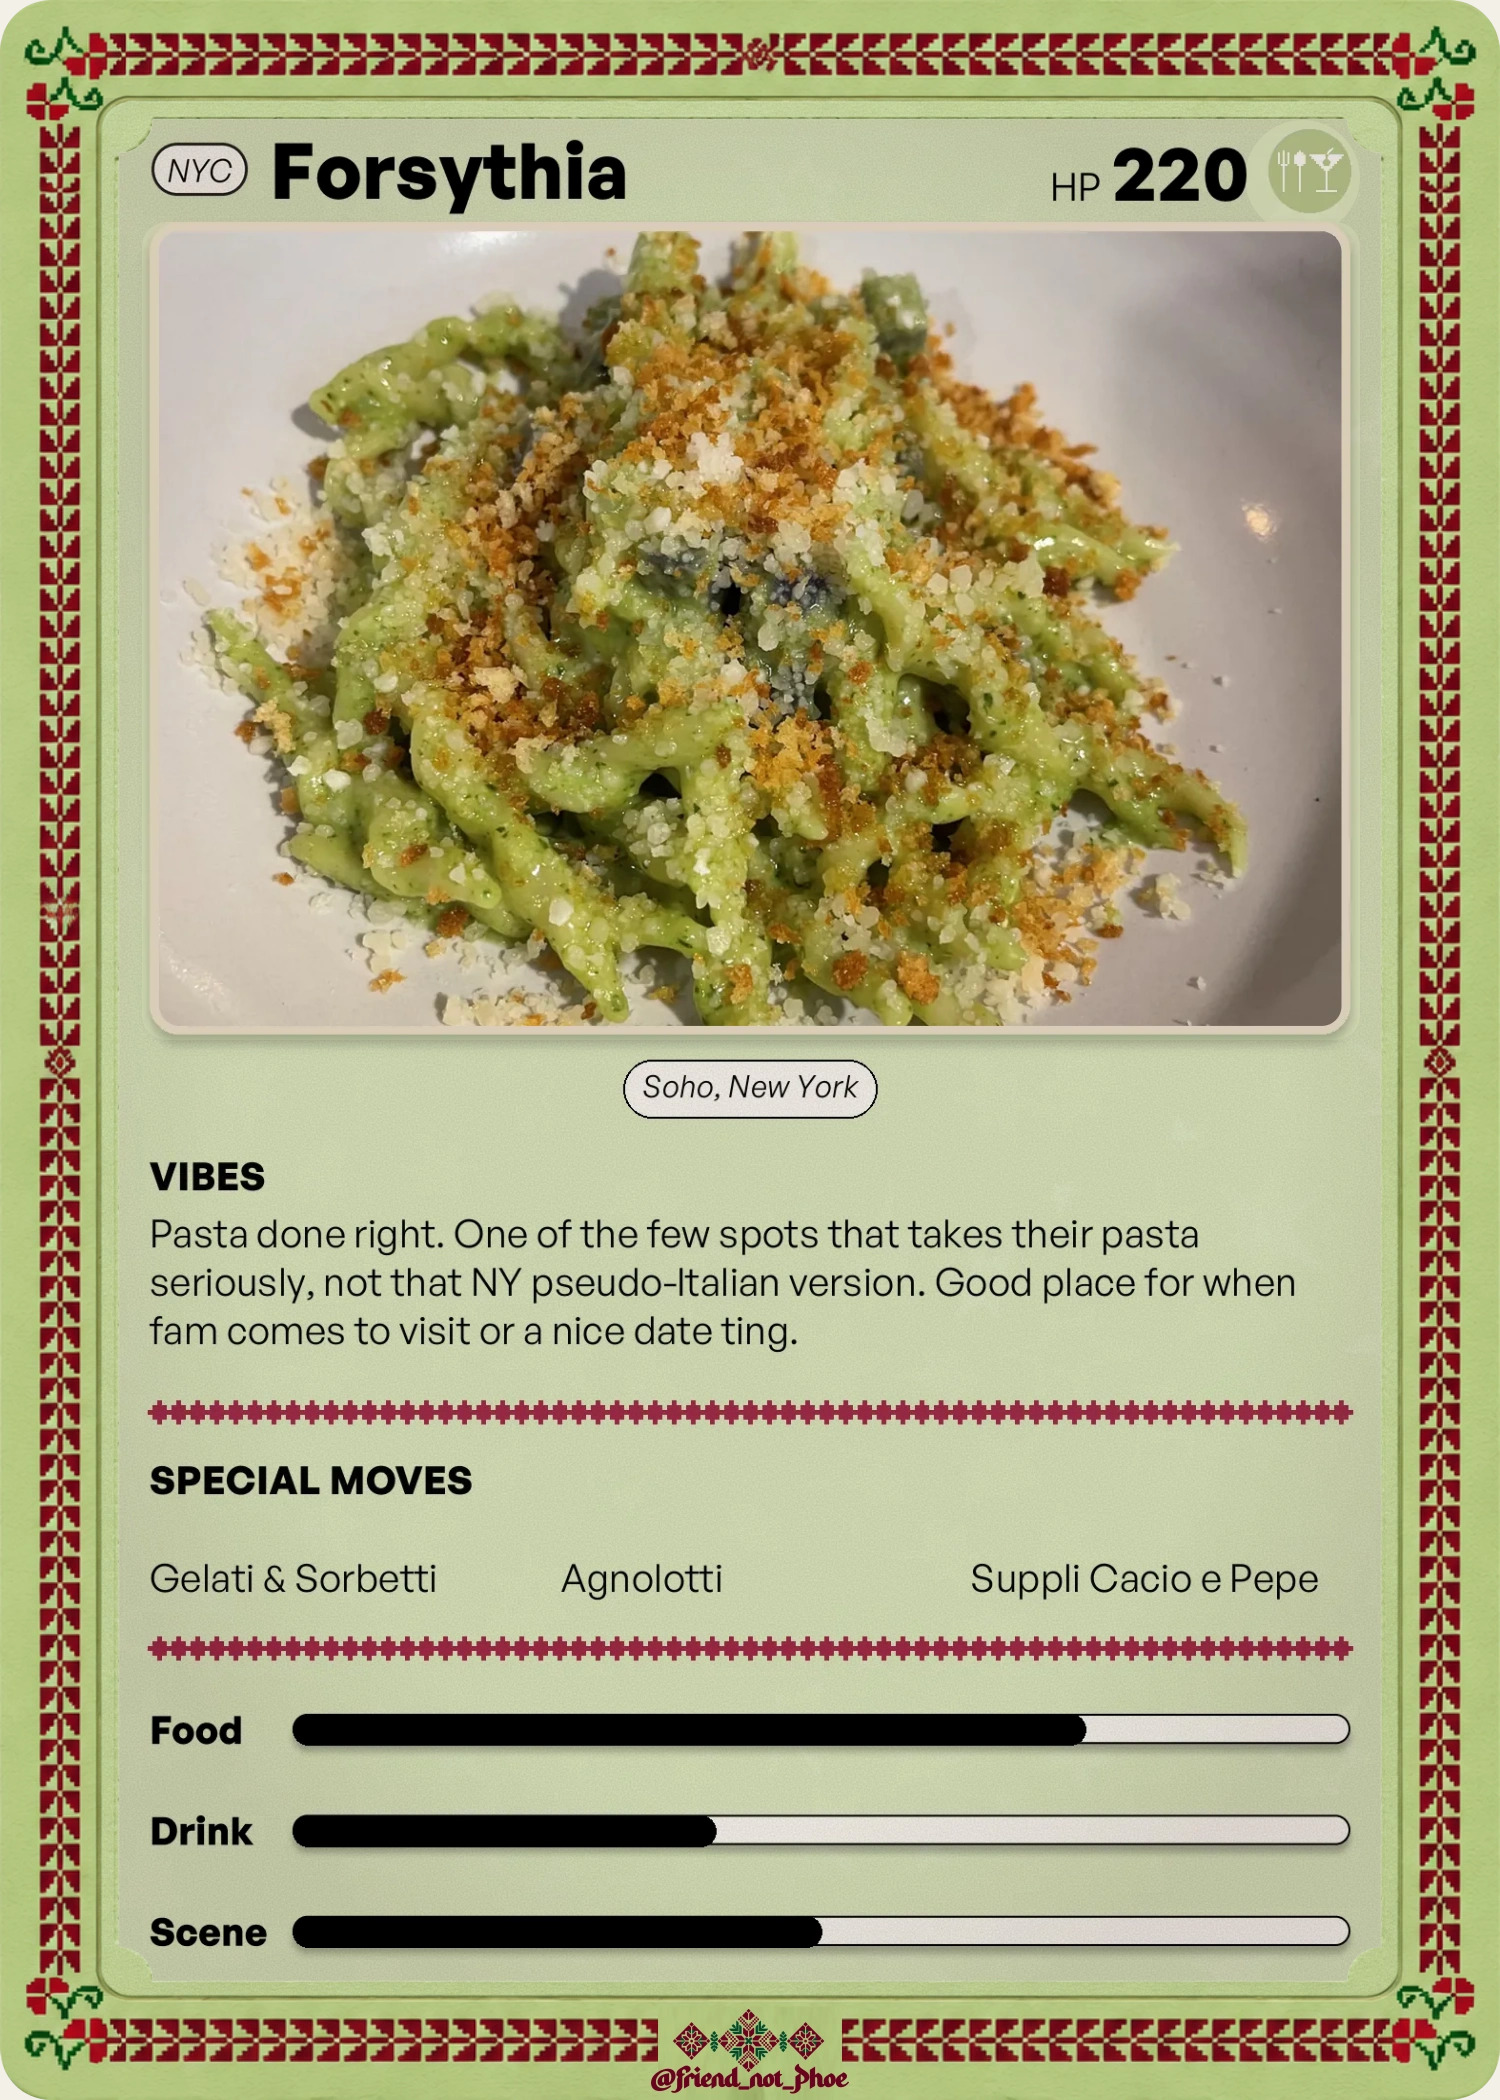 NYC Forsythia HP 220
Soho, New York
VIBES
Pasta done right. One of the few spots that takes their pasta
seriously, not that NY pseudo-Italian version. Good place for when
fam comes to visit or a nice date ting.
SPECIAL MOVES
Gelati & Sorbetti Agnolotti Suppli Cacio e Pepe
Food
Drink
Scene
@friend_not_Phoe